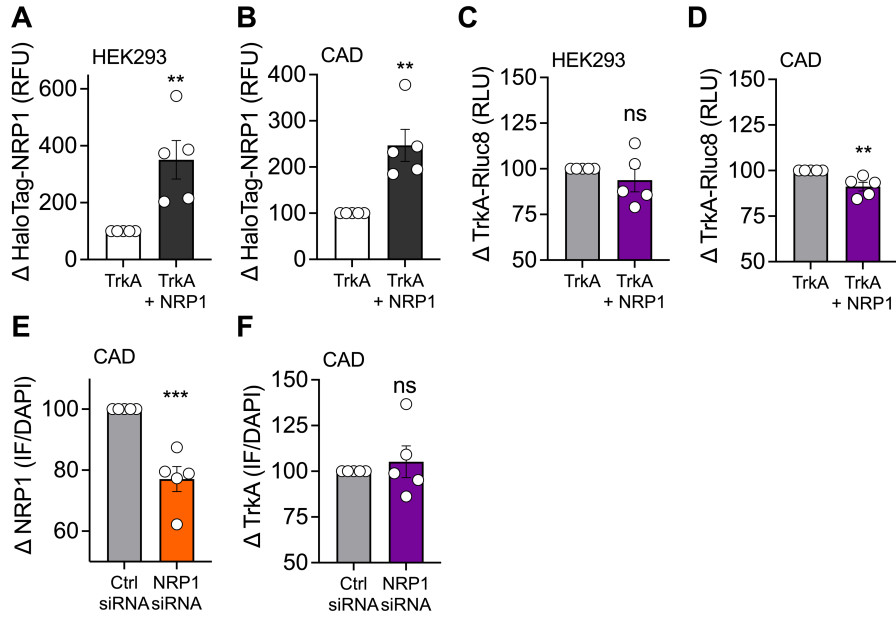 A
Δ HaloTag-NRP1 (RFU)
HEK293
**
600
400
200
0
TrkA
TrkA
+ NRP1
B
Δ HaloTag-NRP1 (RFU)
CAD
**
400
300
200
100
0
TrkA
TrkA
+ NRP1
C
Δ TrkA-Rluc8 (RLU)
HEK293
ns
150
125
100
75
50
TrkA
TrkA
+ NRP1
D
Δ TrkA-Rluc8 (RLU)
CAD
**
150
125
100
75
50
TrkA
TrkA
+ NRP1
E
Δ NRP1 (IF/DAPI)
CAD
***
100
80
60
Ctrl
siRNA
NRP1
siRNA
F
Δ TrkA (IF/DAPI)
CAD
ns
150
125
100
75
50
Ctrl
siRNA
NRP1
siRNA